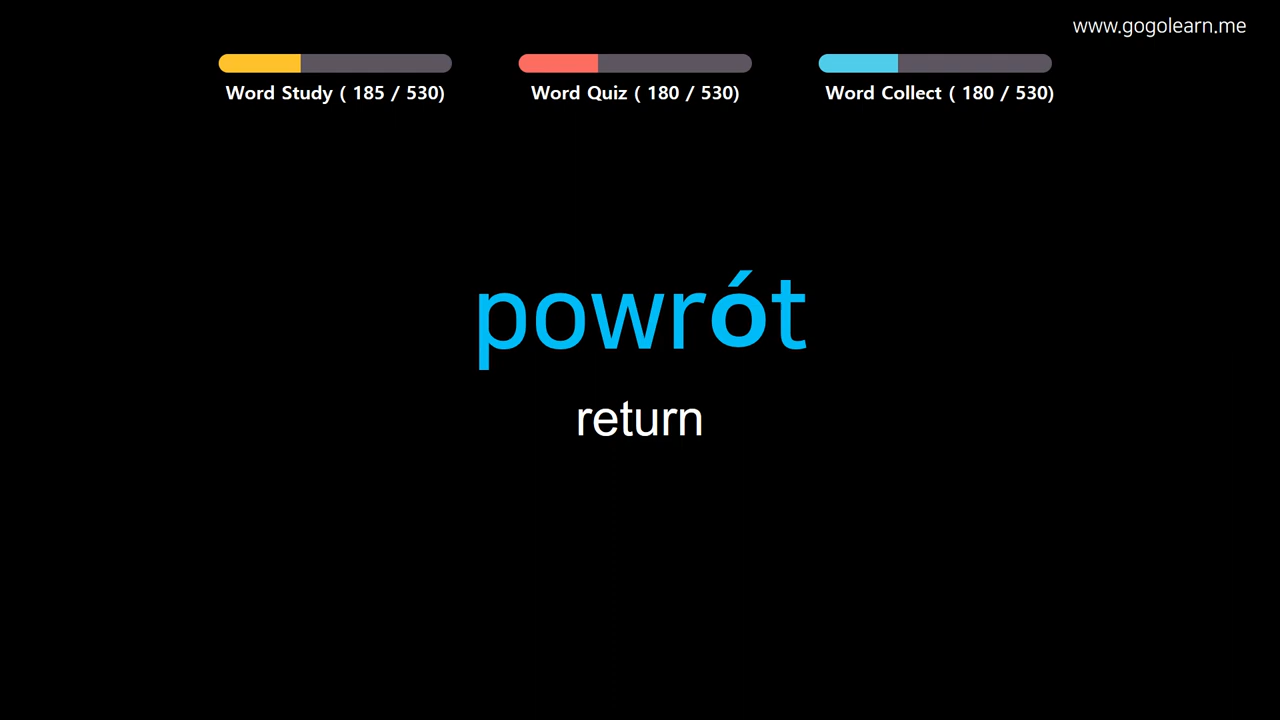 www.gogolearn.me
Word Study ( 185 / 530)
Word Quiz ( 180 / 530)
Word Collect ( 180 / 530)
powrót
return